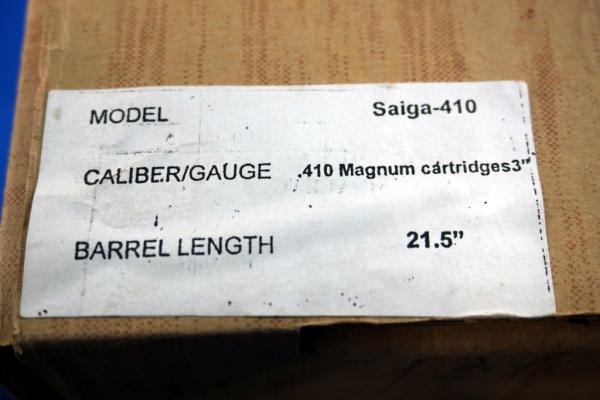 MODEL Saiga-410
CALIBER/GAUGE .410 Magnum cartridges3"
BARREL LENGTH 21.5”